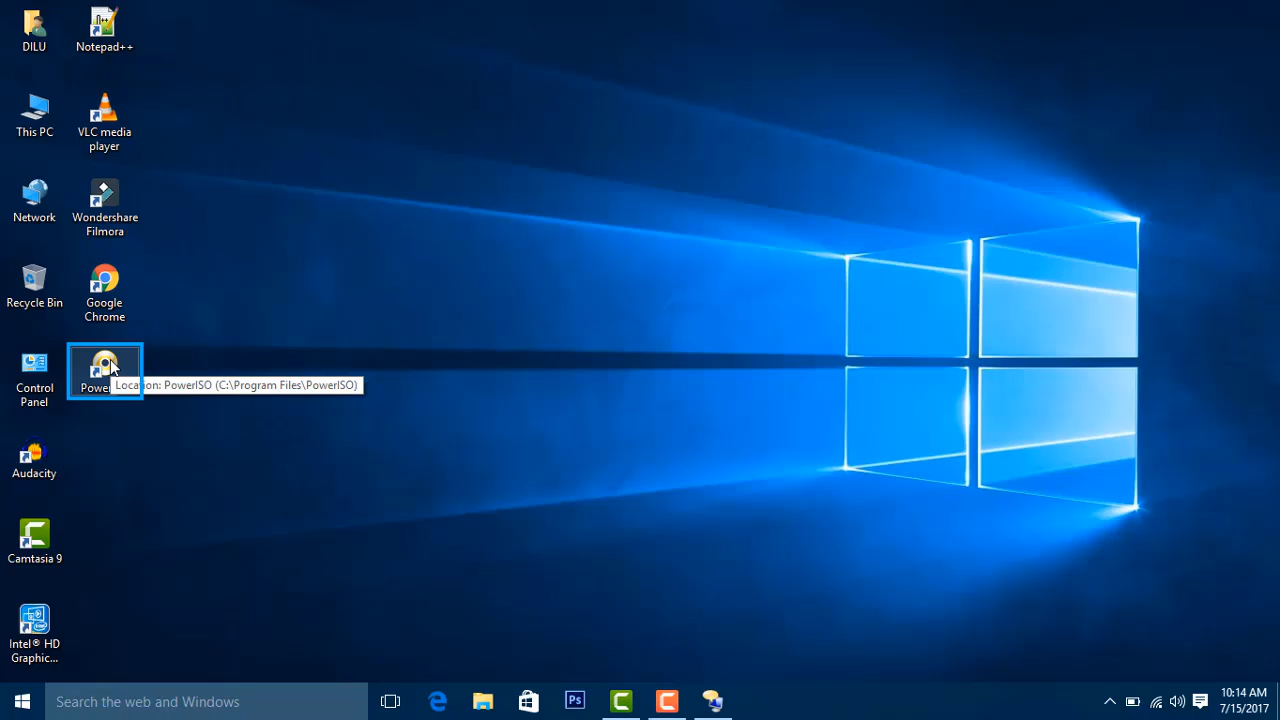 DILU
Notepad++
This PC
VLC media
player
Network
Wondershare
Filmora
Recycle Bin
Google
Chrome
Control
Panel
Power
Location: PowerISO (C:\Program Files\PowerISO)
Audacity
Camtasia 9
Intel® HD
Graphic...
Search the web and Windows
Ps
10:14 AM
7/15/2017